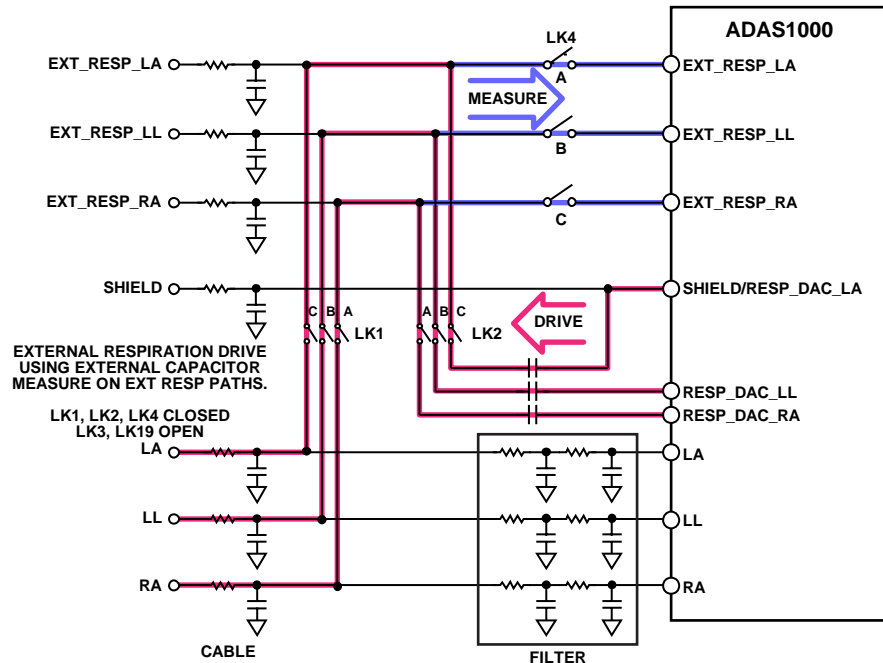 ADAS1000
LK4
EXT_RESP_LA
A
EXT_RESP_LA
MEASURE
EXT_RESP_LL
B
EXT_RESP_LL
EXT_RESP_RA
C
EXT_RESP_RA
SHIELD
SHIELD/RESP_DAC_LA
C B A
LK1
A B C
LK2
DRIVE
EXTERNAL RESPIRATION DRIVE
USING EXTERNAL CAPACITOR
MEASURE ON EXT RESP PATHS.
LK1, LK2, LK4 CLOSED
LK3, LK19 OPEN
RESP_DAC_LL
RESP_DAC_RA
LA
LA
LL
LL
RA
RA
CABLE
FILTER